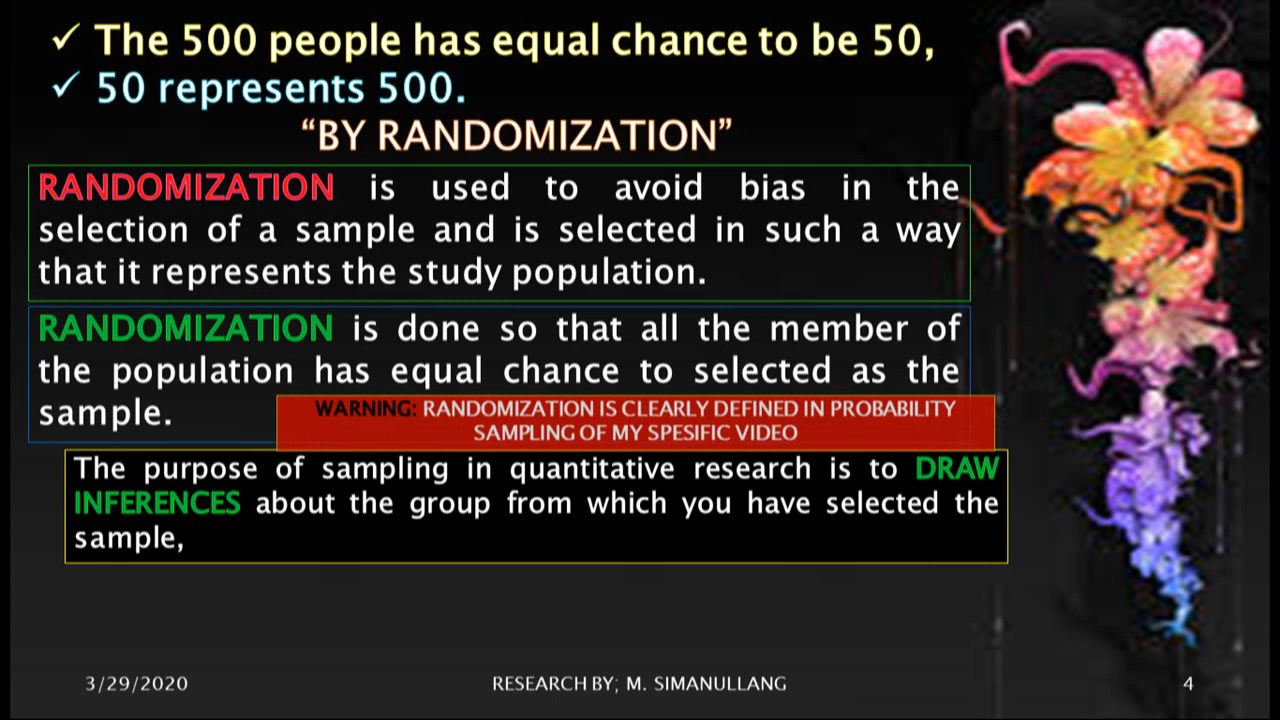 ✓ The 500 people has equal chance to be 50,
✓ 50 represents 500.
“BY RANDOMIZATION”
RANDOMIZATION is used to avoid bias in the
selection of a sample and is selected in such a way
that it represents the study population.
RANDOMIZATION is done so that all the member of
the population has equal chance to selected as the
sample.
WARNING: RANDOMIZATION IS CLEARLY DEFINED IN PROBABILITY
SAMPLING OF MY SPESIFIC VIDEO
The purpose of sampling in quantitative research is to DRAW
INFERENCES about the group from which you have selected the
sample,
3/29/2020
RESEARCH BY; M. SIMANULLANG
4